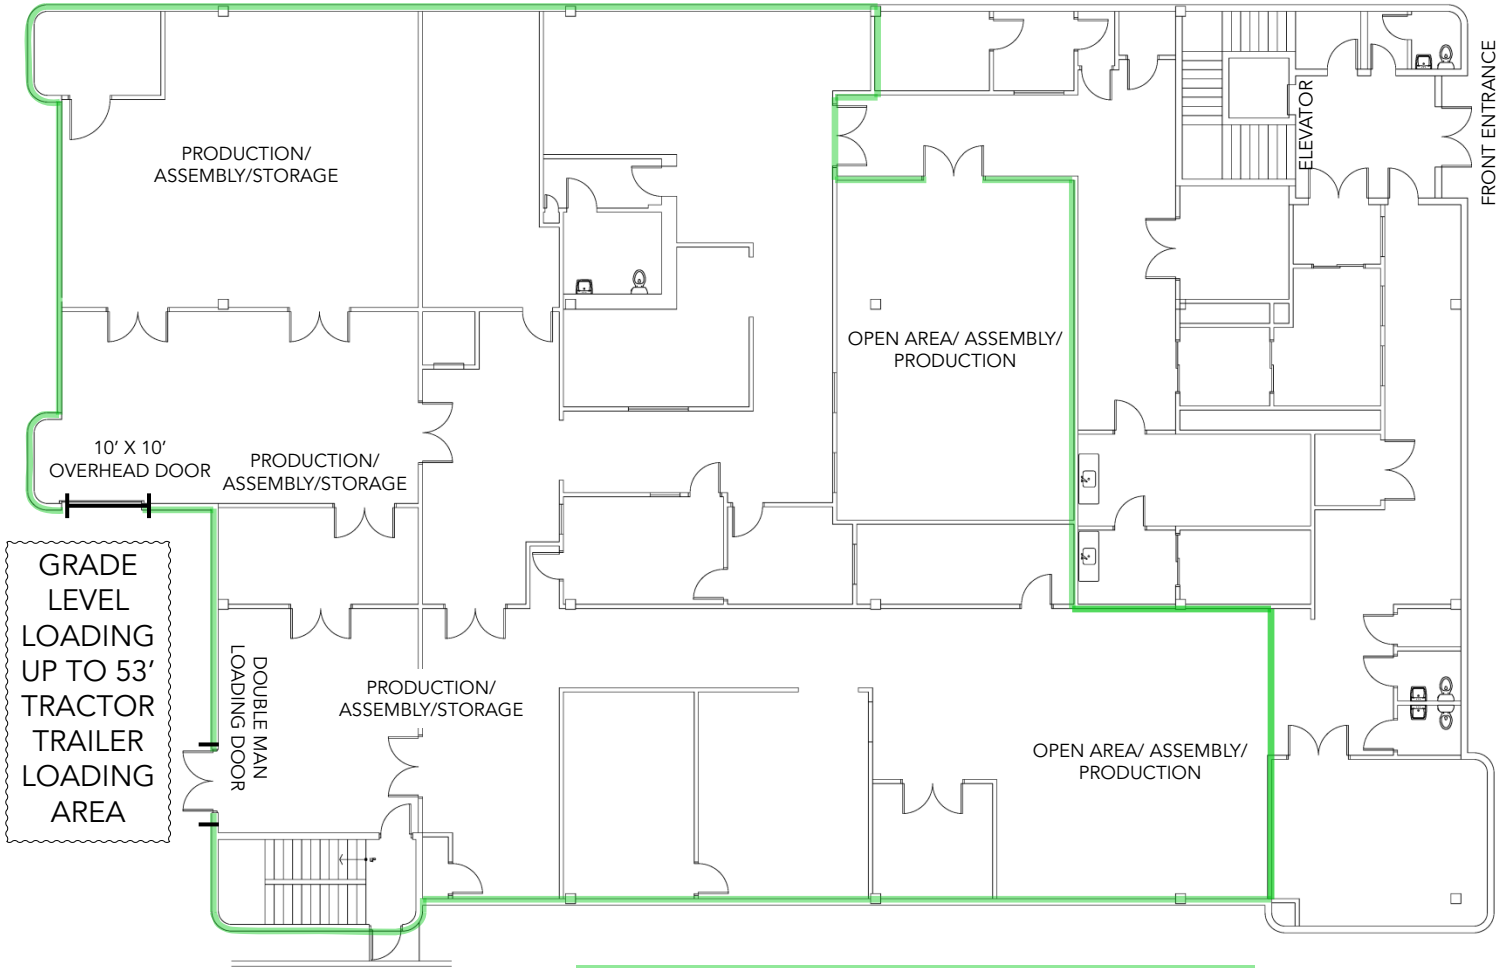 PRODUCTION/
ASSEMBLY/STORAGE
ELEVATOR
FRONT ENTRANCE
OPEN AREA/ ASSEMBLY/
PRODUCTION
10' X 10'
OVERHEAD DOOR
PRODUCTION/
ASSEMBLY/STORAGE
GRADE
LEVEL
LOADING
UP TO 53'
TRACTOR
TRAILER
LOADING
AREA
DOUBLE MAN
LOADING DOOR
PRODUCTION/
ASSEMBLY/STORAGE
OPEN AREA/ ASSEMBLY/
PRODUCTION